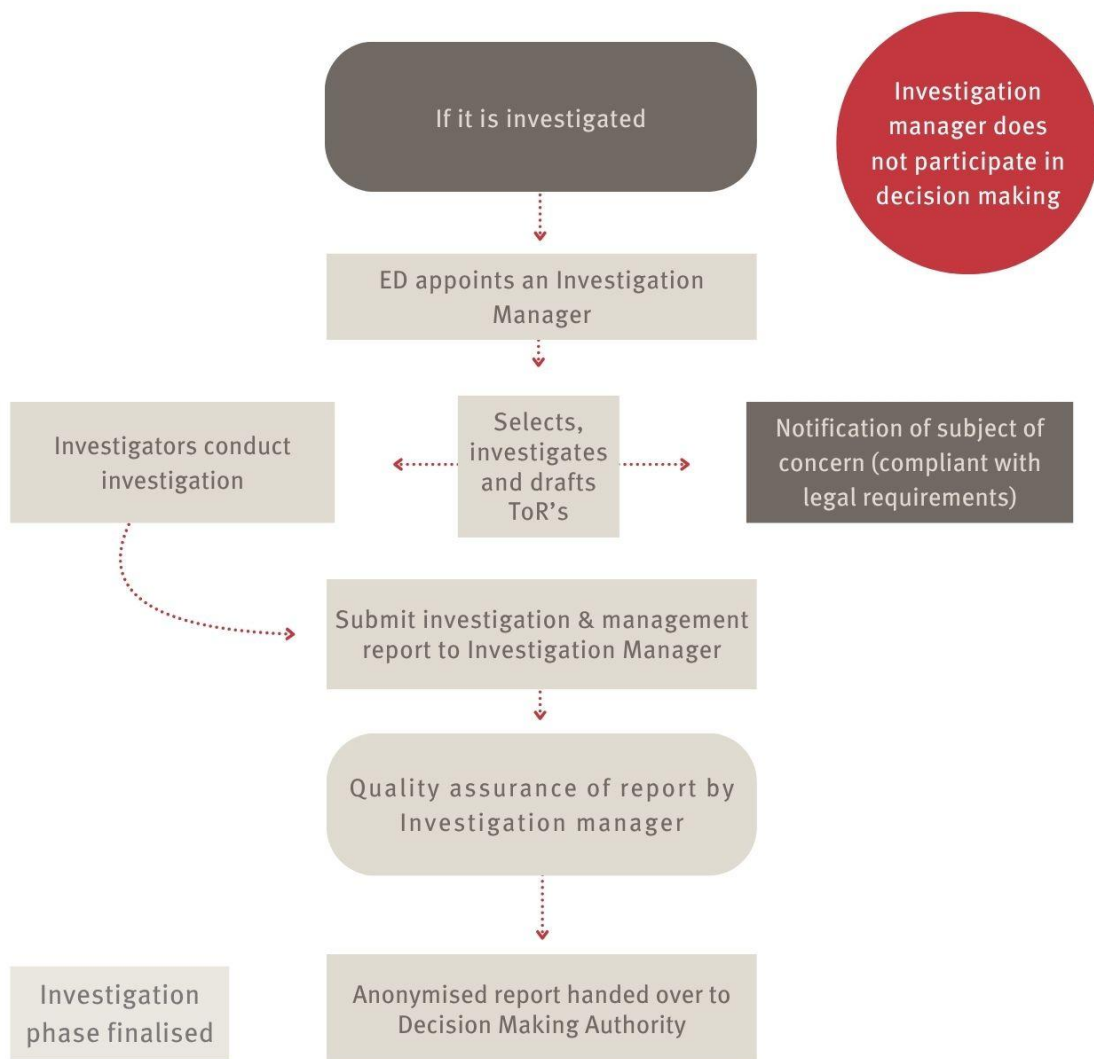 If it is investigated
Investigation
manager does
not participate in
decision making
ED appoints an Investigation
Manager
Investigators conduct
investigation
Selects,
investigates
and drafts
ToR’s
Notification of subject of
concern (compliant with
legal requirements)
Submit investigation & management
report to Investigation Manager
Quality assurance of report by
Investigation manager
Investigation
phase finalised
Anonymised report handed over to
Decision Making Authority